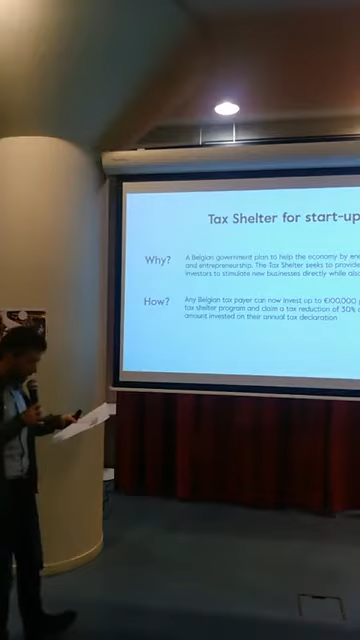 Tax Shelter for start-up
Why?
A Belgian government plan to help the economy by
and entrepreneurship. The Tax Shelter seeks to provide
investors to stimulate new businesses directly while also
How?
Any Belgian tax payer can now invest up to €100,000
tax shelter program and claim a tax reduction of 30%
amount invested on their annual tax declaration